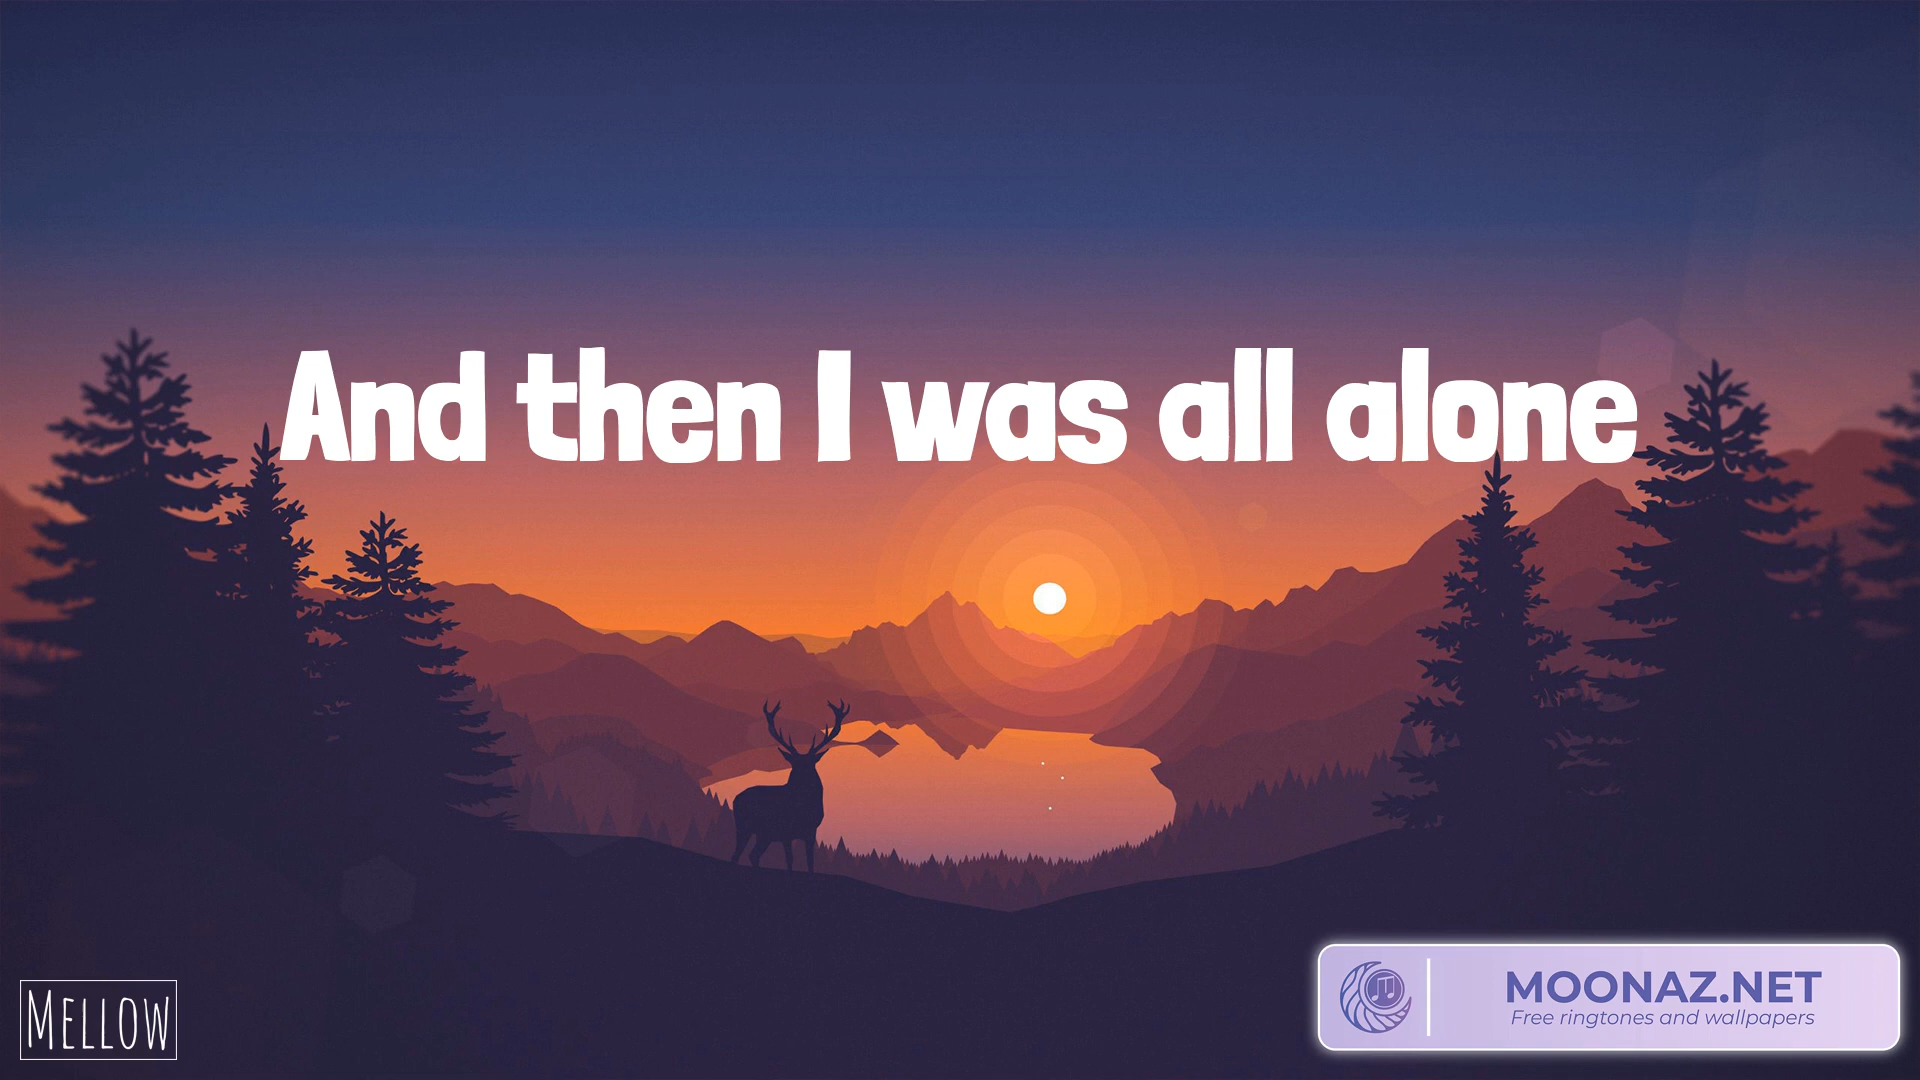 And then I was all alone
MELLOW
MOONAZ.NET
Free ringtones and wallpapers